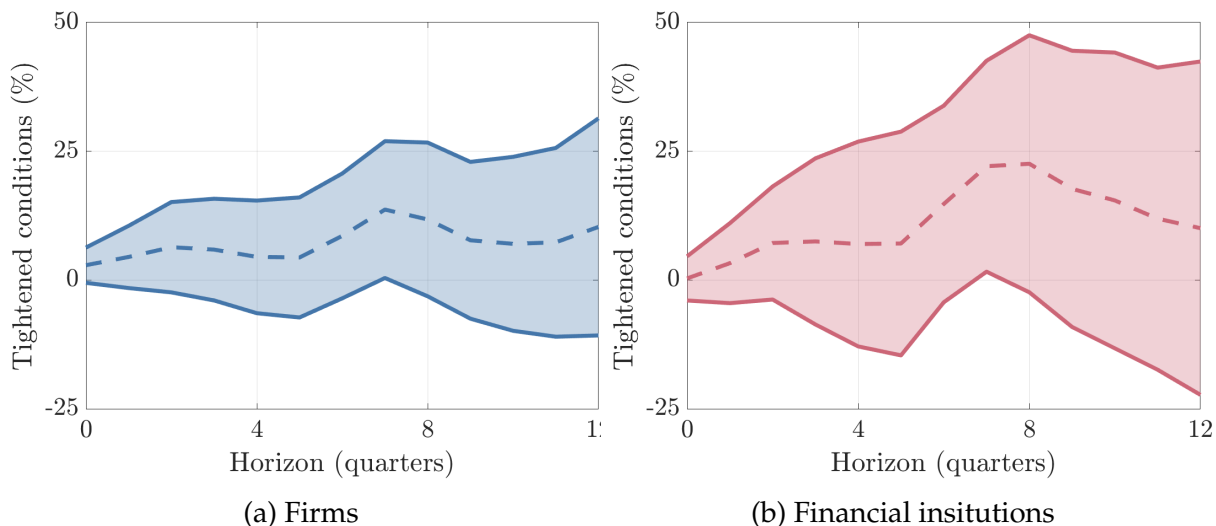 Tightened conditions (%)
50
25
0
-25
0
4
8
12
Horizon (quarters)
(a) Firms
Tightened conditions (%)
50
25
0
-25
0
4
8
12
Horizon (quarters)
(b) Financial insitutions